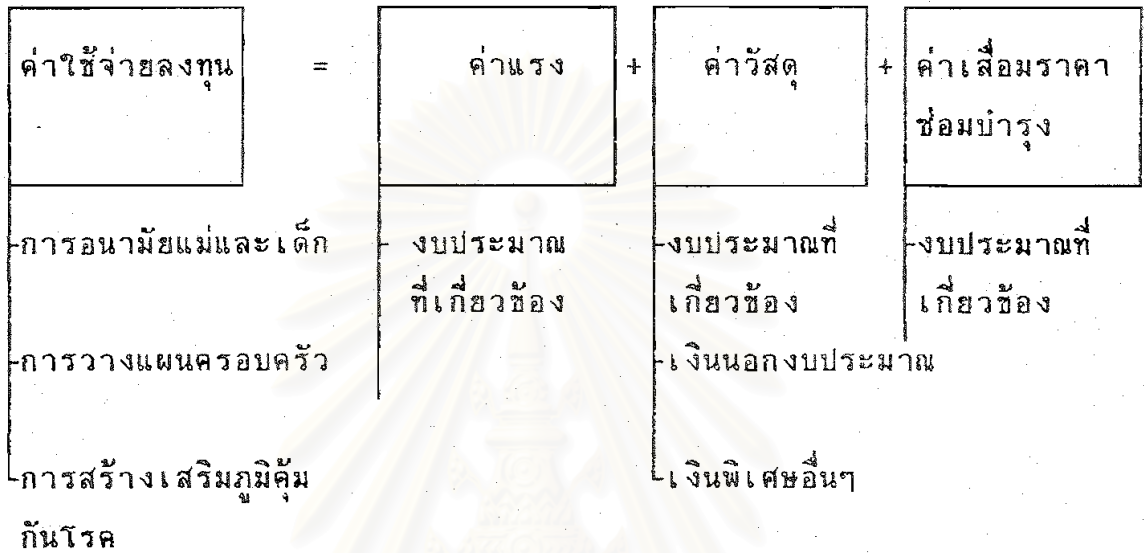 ค่าใช้จ่ายลงทุน = ค่าแรง + ค่าวัสดุ + ค่าเสื่อมราคา
ซ่อมบำรุง
-การอนามัยแม่และเด็ก - งบประมาณ -งบประมาณที่ -งบประมาณที่
ที่เกี่ยวข้อง เกี่ยวข้อง เกี่ยวข้อง
-การวางแผนครอบครัว -เงินนอกงบประมาณ
-การสร้างเสริมภูมิคุ้ม -เงินพิเศษอื่นๆ
กันโรค